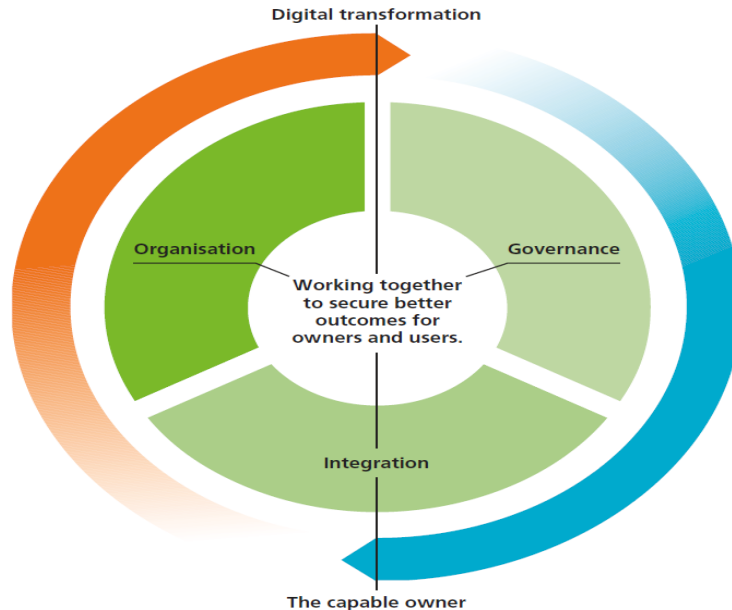 Digital transformation
Organisation
Governance
Working together
to secure better
outcomes for
owners and users.
Integration
The capable owner